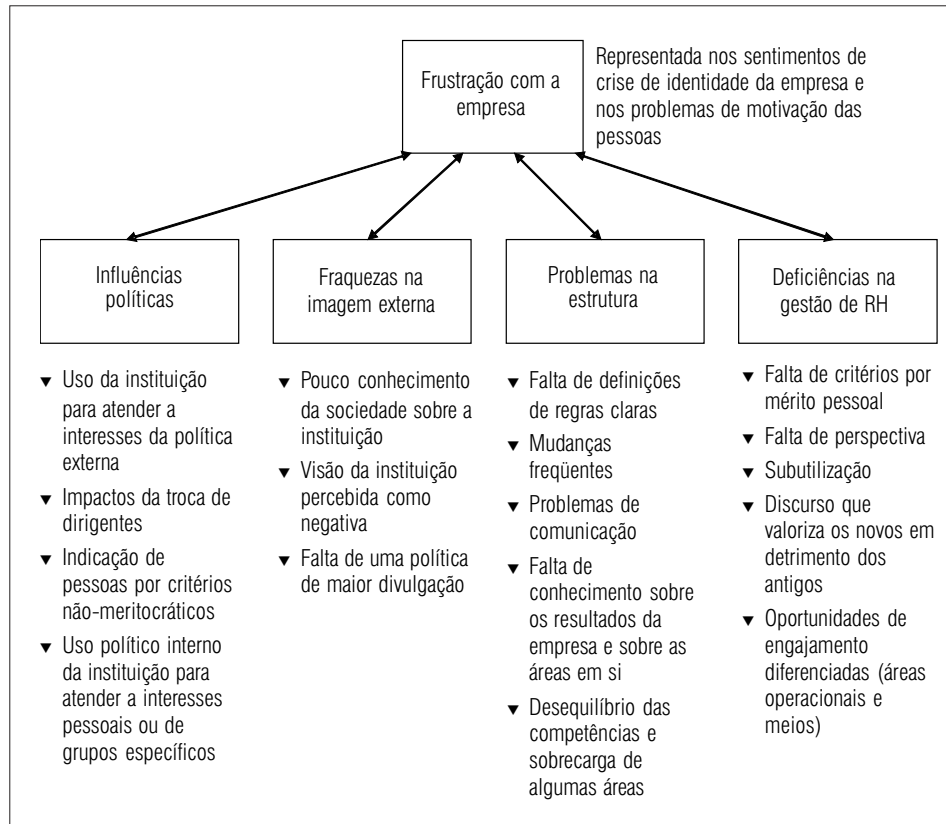 Frustração com a
empresa
Representada nos sentimentos de
crise de identidade da empresa e
nos problemas de motivação das
pessoas
Influências
políticas
Fraquezas na
imagem externa
Problemas na
estrutura
Deficiências na
gestão de RH
▼ Uso da instituição
para atender a
interesses da política
externa
▼ Impactos da troca de
dirigentes
▼ Indicação de
pessoas por critérios
não-meritocráticos
▼ Uso político interno
da instituição para
atender a interesses
pessoais ou de
grupos específicos
▼ Pouco conhecimento
da sociedade sobre a
instituição
▼ Visão da instituição
percebida como
negativa
▼ Falta de uma política
de maior divulgação
▼ Falta de definições
de regras claras
▼ Mudanças
freqüentes
▼ Problemas de
comunicação
▼ Falta de
conhecimento sobre
os resultados da
empresa e sobre as
áreas em si
▼ Desequilíbrio das
competências e
sobrecarga de
algumas áreas
▼ Falta de critérios por
mérito pessoal
▼ Falta de perspectiva
▼ Subutilização
▼ Discurso que
valoriza os novos em
detrimento dos
antigos
▼ Oportunidades de
engajamento
diferenciadas (áreas
operacionais e
meios)